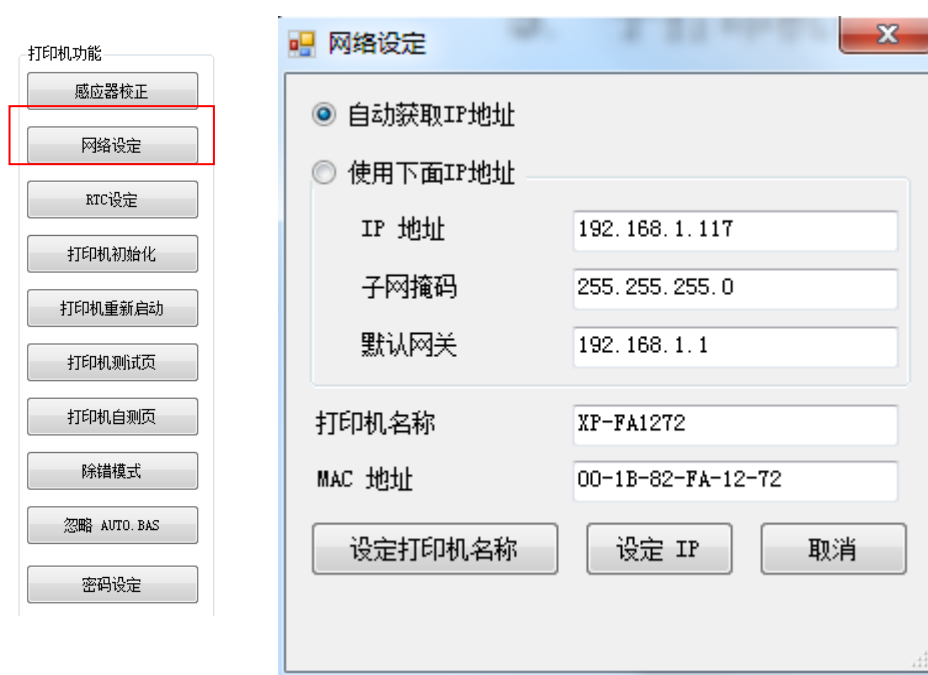 打印机功能
感应器校正
网络设定
RTC设定
打印机初始化
打印机重新启动
打印机测试页
打印机自测页
除错模式
忽略 AUTO.BAS
密码设定
网络设定
自动获取IP地址
使用下面IP地址
IP 地址 192.168.1.117
子网掩码 255.255.255.0
默认网关 192.168.1.1
打印机名称 XP-FA1272
MAC 地址 00-1B-82-FA-12-72
设定打印机名称 设定 IP 取消